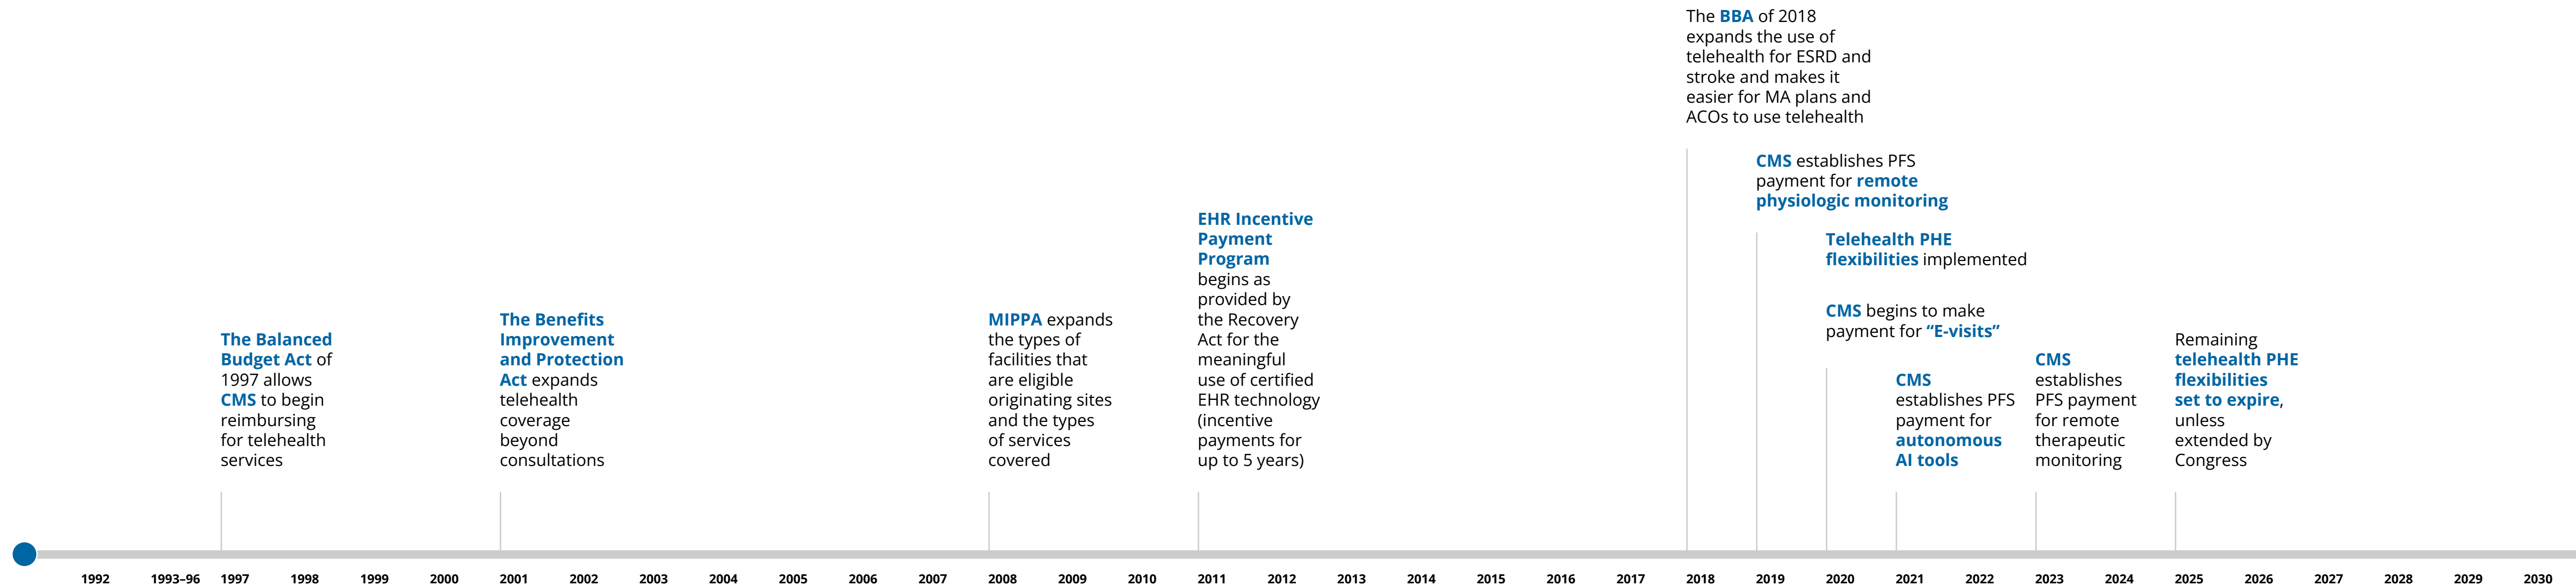 The Balanced
Budget Act of
1997 allows
CMS to begin
reimbursing
for telehealth
services
The Benefits
Improvement
and Protection
Act expands
telehealth
coverage
beyond
consultations
MIPPA expands
the types of
facilities that
are eligible
originating sites
and the types
of services
covered
EHR Incentive
Payment
Program
begins as
provided by
the Recovery
Act for the
meaningful
use of certified
EHR technology
(incentive
payments for
up to 5 years)
The BBA of 2018
expands the use of
telehealth for ESRD and
stroke and makes it
easier for MA plans and
ACOs to use telehealth
CMS establishes PFS
payment for remote
physiologic monitoring
Telehealth PHE
flexibilities implemented
CMS begins to make
payment for “E-visits”
CMS
establishes PFS
payment for
autonomous
AI tools
CMS
establishes
PFS payment
for remote
therapeutic
monitoring
Remaining
telehealth PHE
flexibilities
set to expire,
unless
extended by
Congress
1992 1993–96 1997 1998 1999 2000 2001 2002 2003 2004 2005 2006 2007 2008 2009 2010 2011 2012 2013 2014 2015 2016 2017 2018 2019 2020 2021 2022 2023 2024 2025 2026 2027 2028 2029 2030